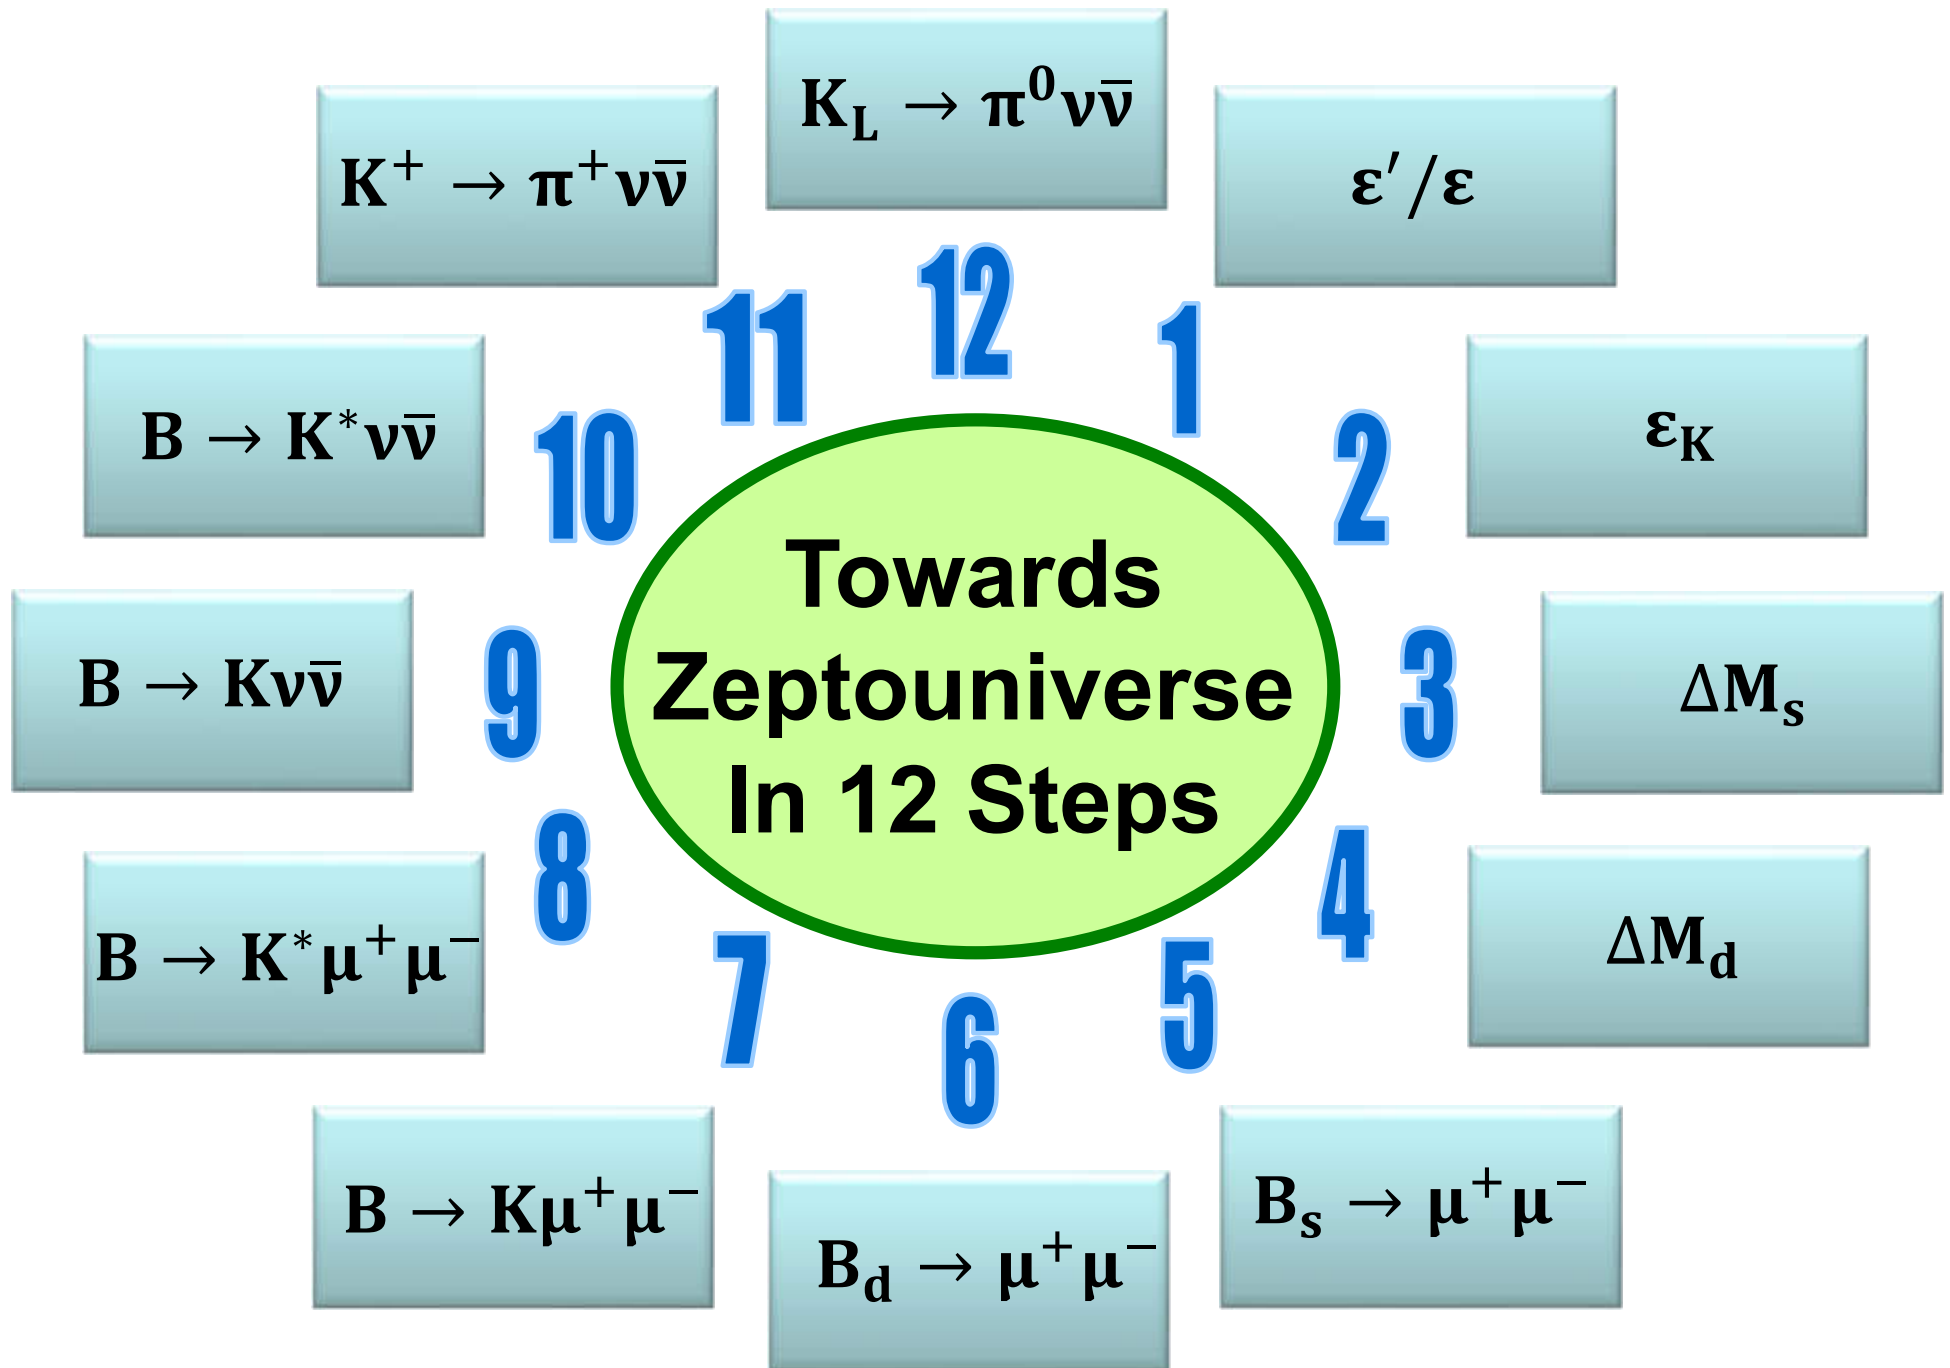 K_L → π⁰νν̄
K⁺ → π⁺νν̄
ε′/ε
12
11
1
B → K*νν̄
10
2
ε_K
Towards
Zeptouniverse
In 12 Steps
B → Kνν̄
9
3
ΔM_s
8
4
B → K*μ⁺μ⁻
ΔM_d
7
5
6
B → Kμ⁺μ⁻
B_d → μ⁺μ⁻
B_s → μ⁺μ⁻